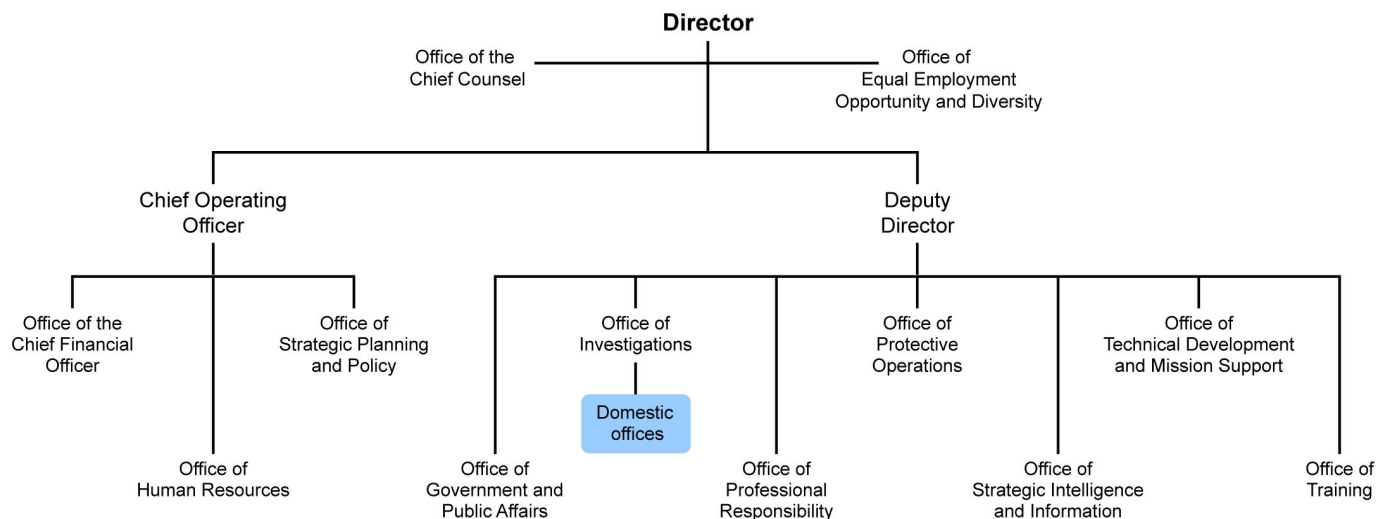 Director
Office of the
Chief Counsel
Office of
Equal Employment
Opportunity and Diversity
Chief Operating
Officer
Deputy
Director
Office of the
Chief Financial
Officer
Office of
Strategic Planning
and Policy
Office of
Investigations
Office of
Protective
Operations
Office of
Technical Development
and Mission Support
Domestic
offices
Office of
Human Resources
Office of
Government and
Public Affairs
Office of
Professional
Responsibility
Office of
Strategic Intelligence
and Information
Office of
Training